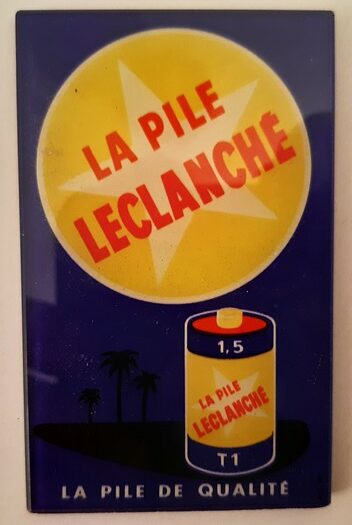 LA PILE
LECLANCHÉ
1,5
LA PILE
LECLANCHÉ
T1
LA PILE DE QUALITÉ